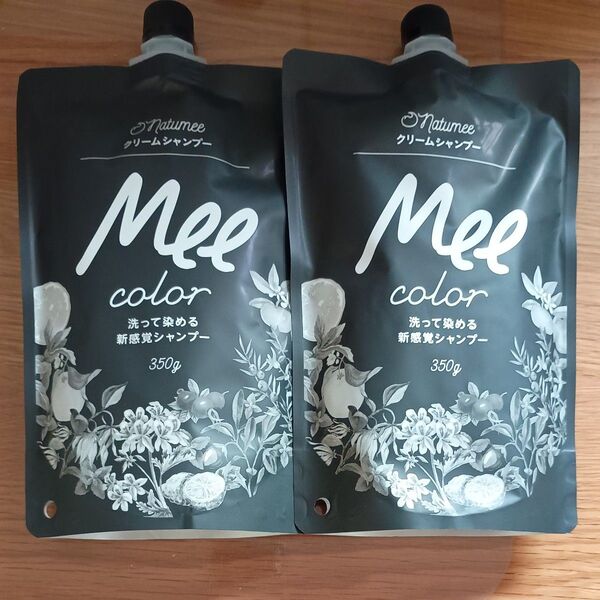 Natumee
クリームシャンプー
Mee
color
洗って染める
新感覚シャンプー
350g
Natumee
クリームシャンプー
Mee
color
洗って染める
新感覚シャンプー
350g